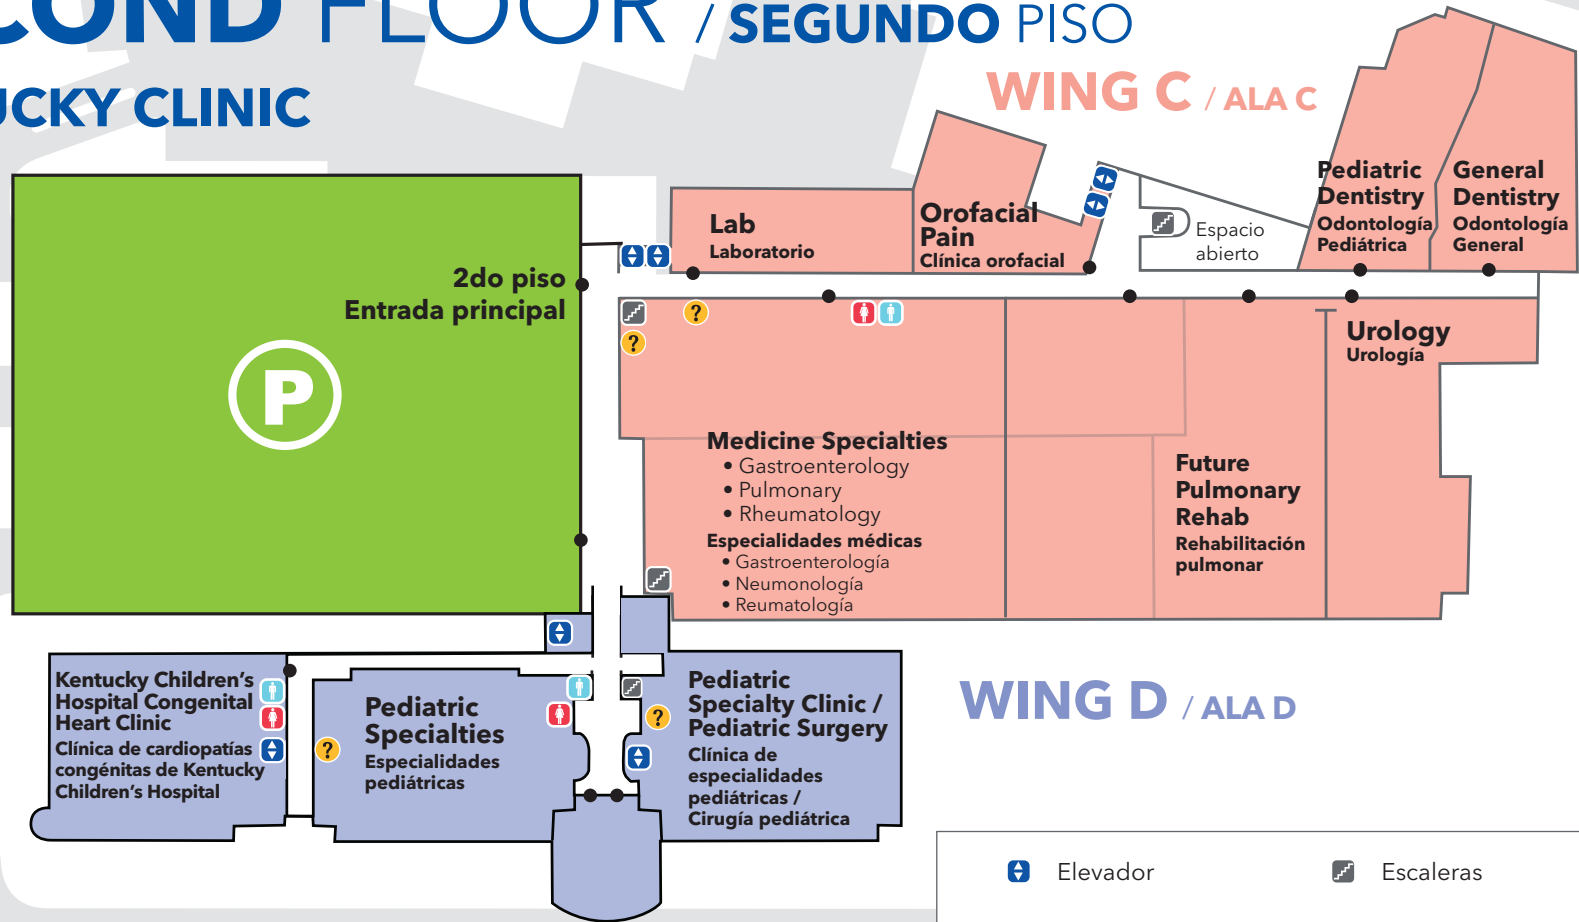 COND FLOOR / SEGUNDO PISO
UCKY CLINIC
WING C / ALA C
2do piso
Entrada principal
P
Lab
Laboratorio
Orofacial
Pain
Clínica orofacial
Espacio
abierto
Pediatric
Dentistry
Odontología
Pediátrica
General
Dentistry
Odontología
General
?
?
Urology
Urología
Medicine Specialties
• Gastroenterology
• Pulmonary
• Rheumatology
Especialidades médicas
• Gastroenterología
• Neumonología
• Reumatología
Future
Pulmonary
Rehab
Rehabilitación
pulmonar
Kentucky Children's
Hospital Congenital
Heart Clinic
Clínica de cardiopatías
congénitas de Kentucky
Children's Hospital
?
Pediatric
Specialties
Especialidades
pediátricas
?
Pediatric
Specialty Clinic /
Pediatric Surgery
Clínica de
especialidades
pediátricas /
Cirugía pediátrica
WING D / ALA D
Elevador
Escaleras